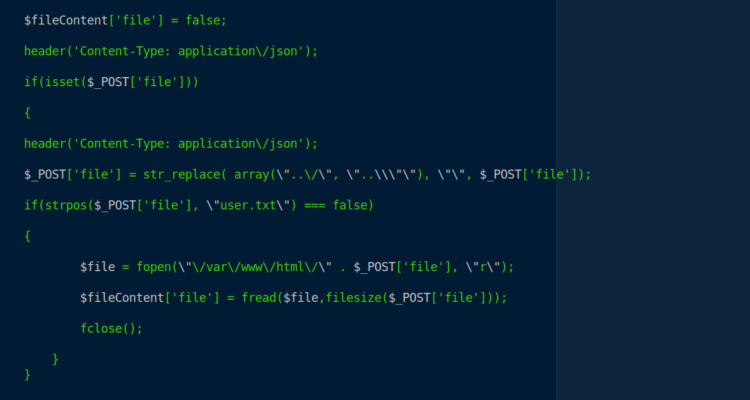 $fileContent['file'] = false;
header('Content-Type: application\/json');
if(isset($_POST['file']))
{
header('Content-Type: application\/json');
$_POST['file'] = str_replace( array(\"..\/\", \"..\\\"\"), \"\", $_POST['file']);
if(strpos($_POST['file'], \"user.txt\") === false)
{
$file = fopen(\"\/var\/www\/html\/\" . $_POST['file'], \"r\");
$fileContent['file'] = fread($file,filesize($_POST['file']));
fclose();
}
}